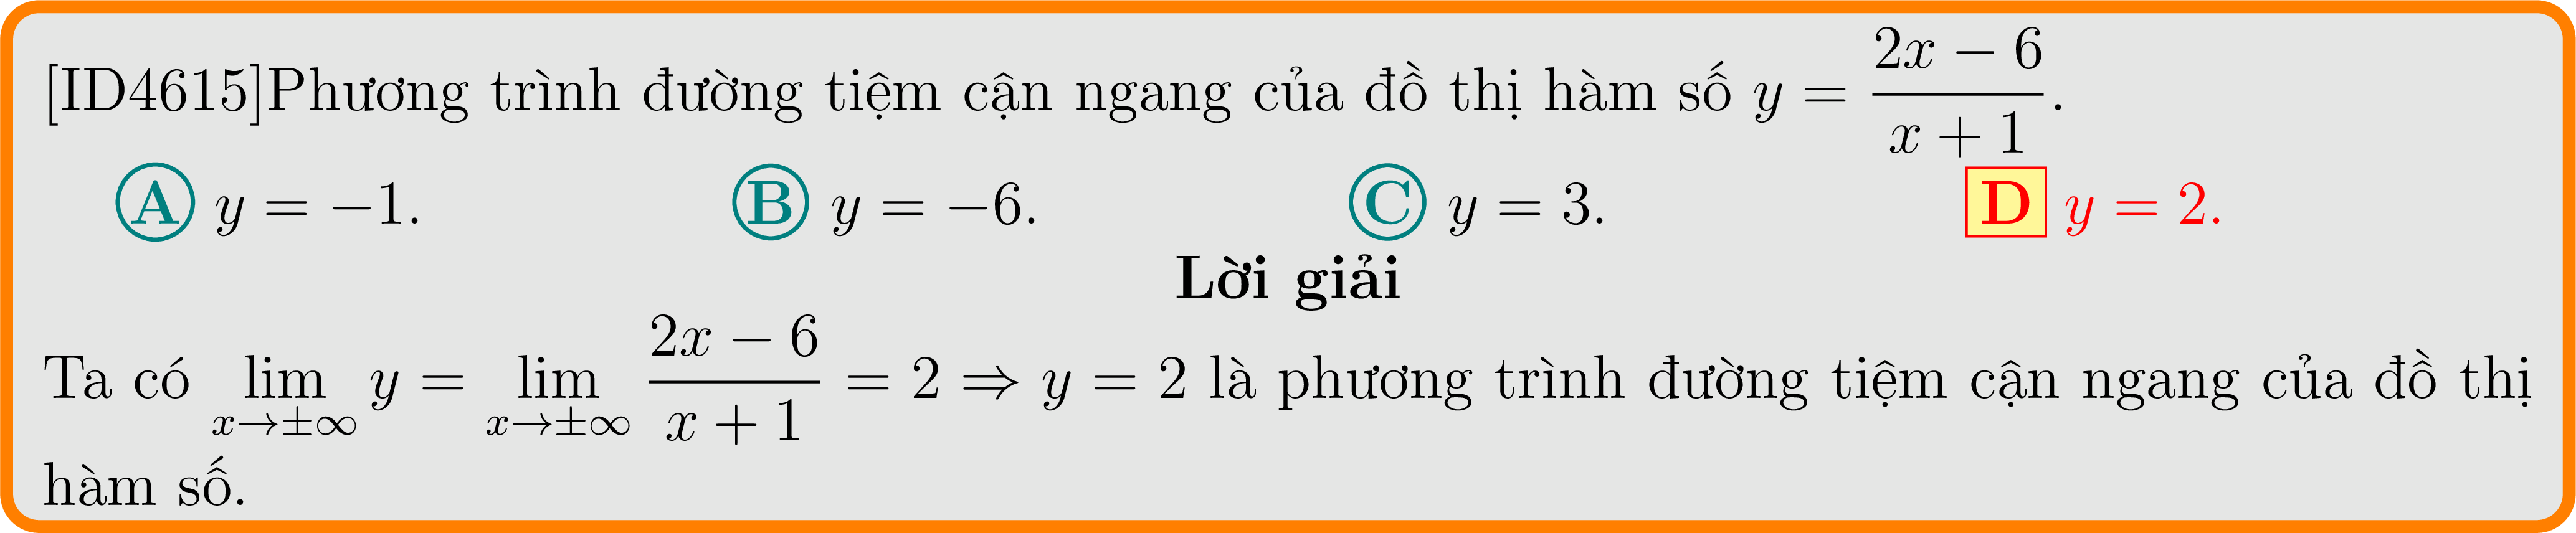 [ID4615]Phương trình đường tiệm cận ngang của đồ thị hàm số $y = \dfrac{2x - 6}{x + 1}$.
A $y = -1$. B $y = -6$. C $y = 3$. D $y = 2$.
Lời giải
Ta có $\lim\limits_{x \to \pm\infty} y = \lim\limits_{x \to \pm\infty} \dfrac{2x - 6}{x + 1} = 2 \Rightarrow y = 2$ là phương trình đường tiệm cận ngang của đồ thị
hàm số.